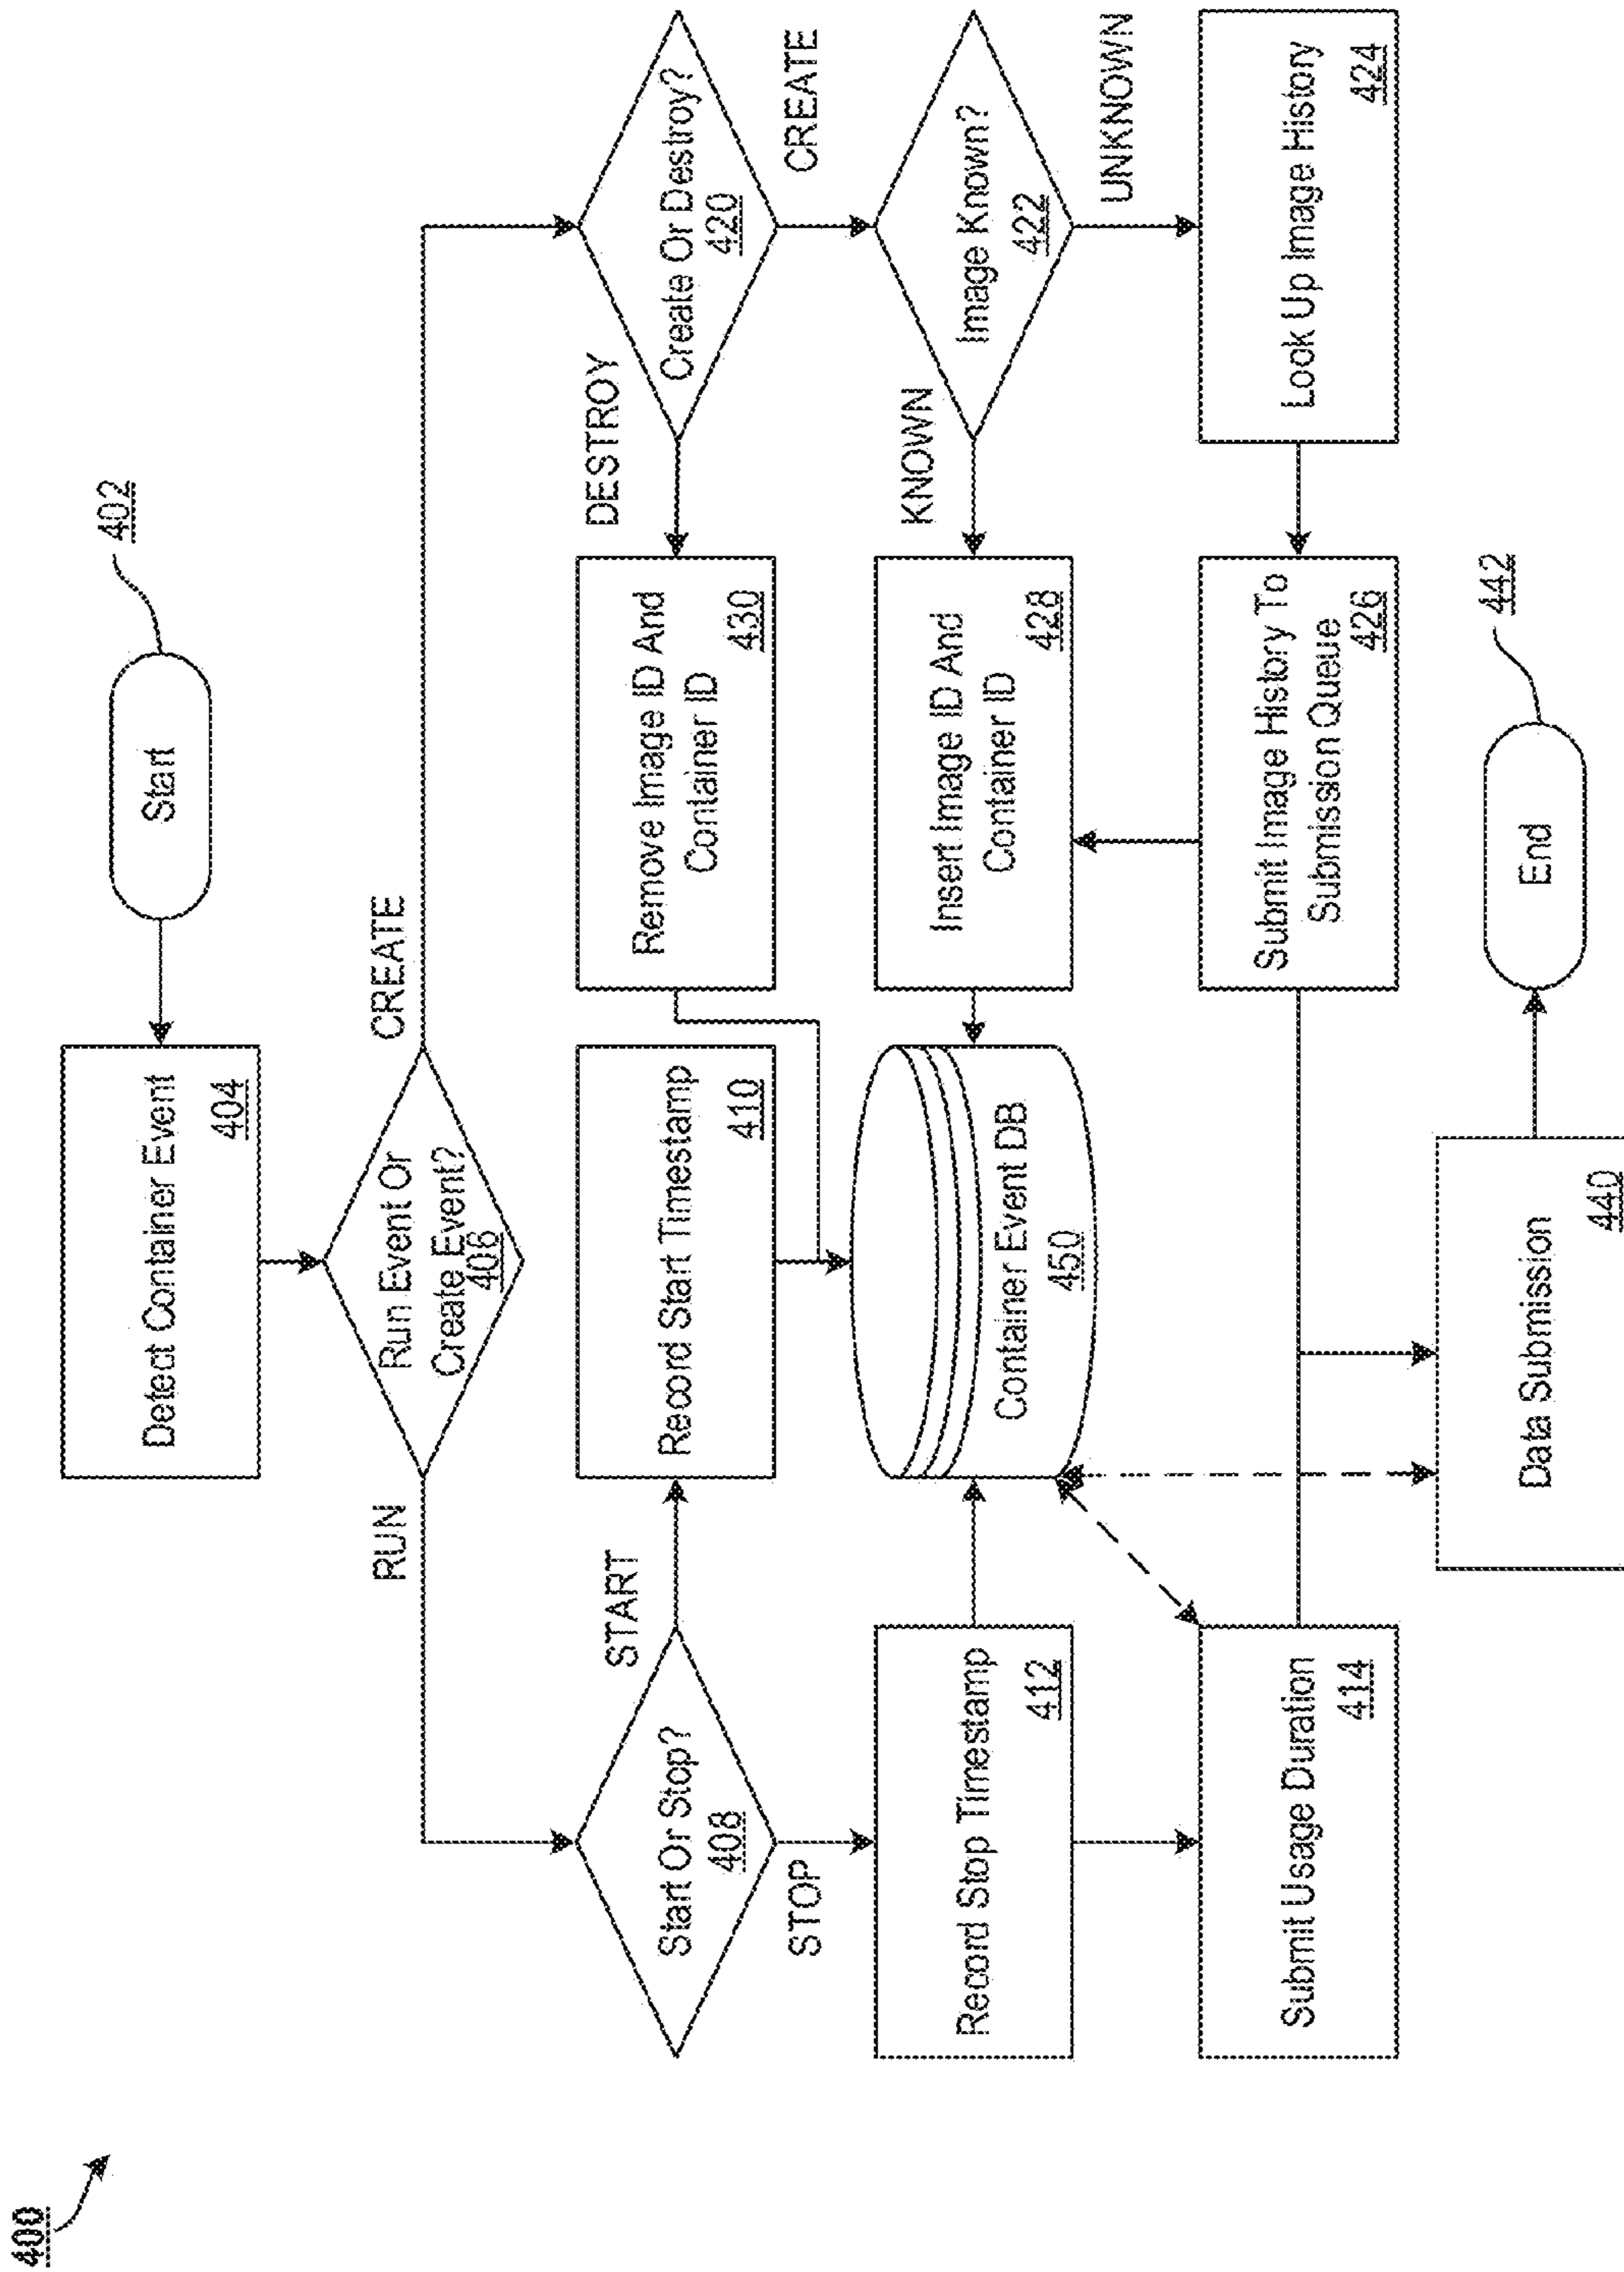 400
Start
402
Detect Container Event
404
Run Event Or
Create Event?
406
RUN
CREATE
Start Or Stop?
408
START
STOP
Record Start Timestamp
410
Remove Image ID And
Container ID
430
DESTROY
Create Or Destroy?
420
CREATE
Record Stop Timestamp
412
Container Event DB
450
Insert Image ID And
Container ID
428
KNOWN
Image Known?
422
UNKNOWN
Submit Usage Duration
414
Submit Image History To
Submission Queue
426
Look Up Image History
424
Data Submission
440
End
442